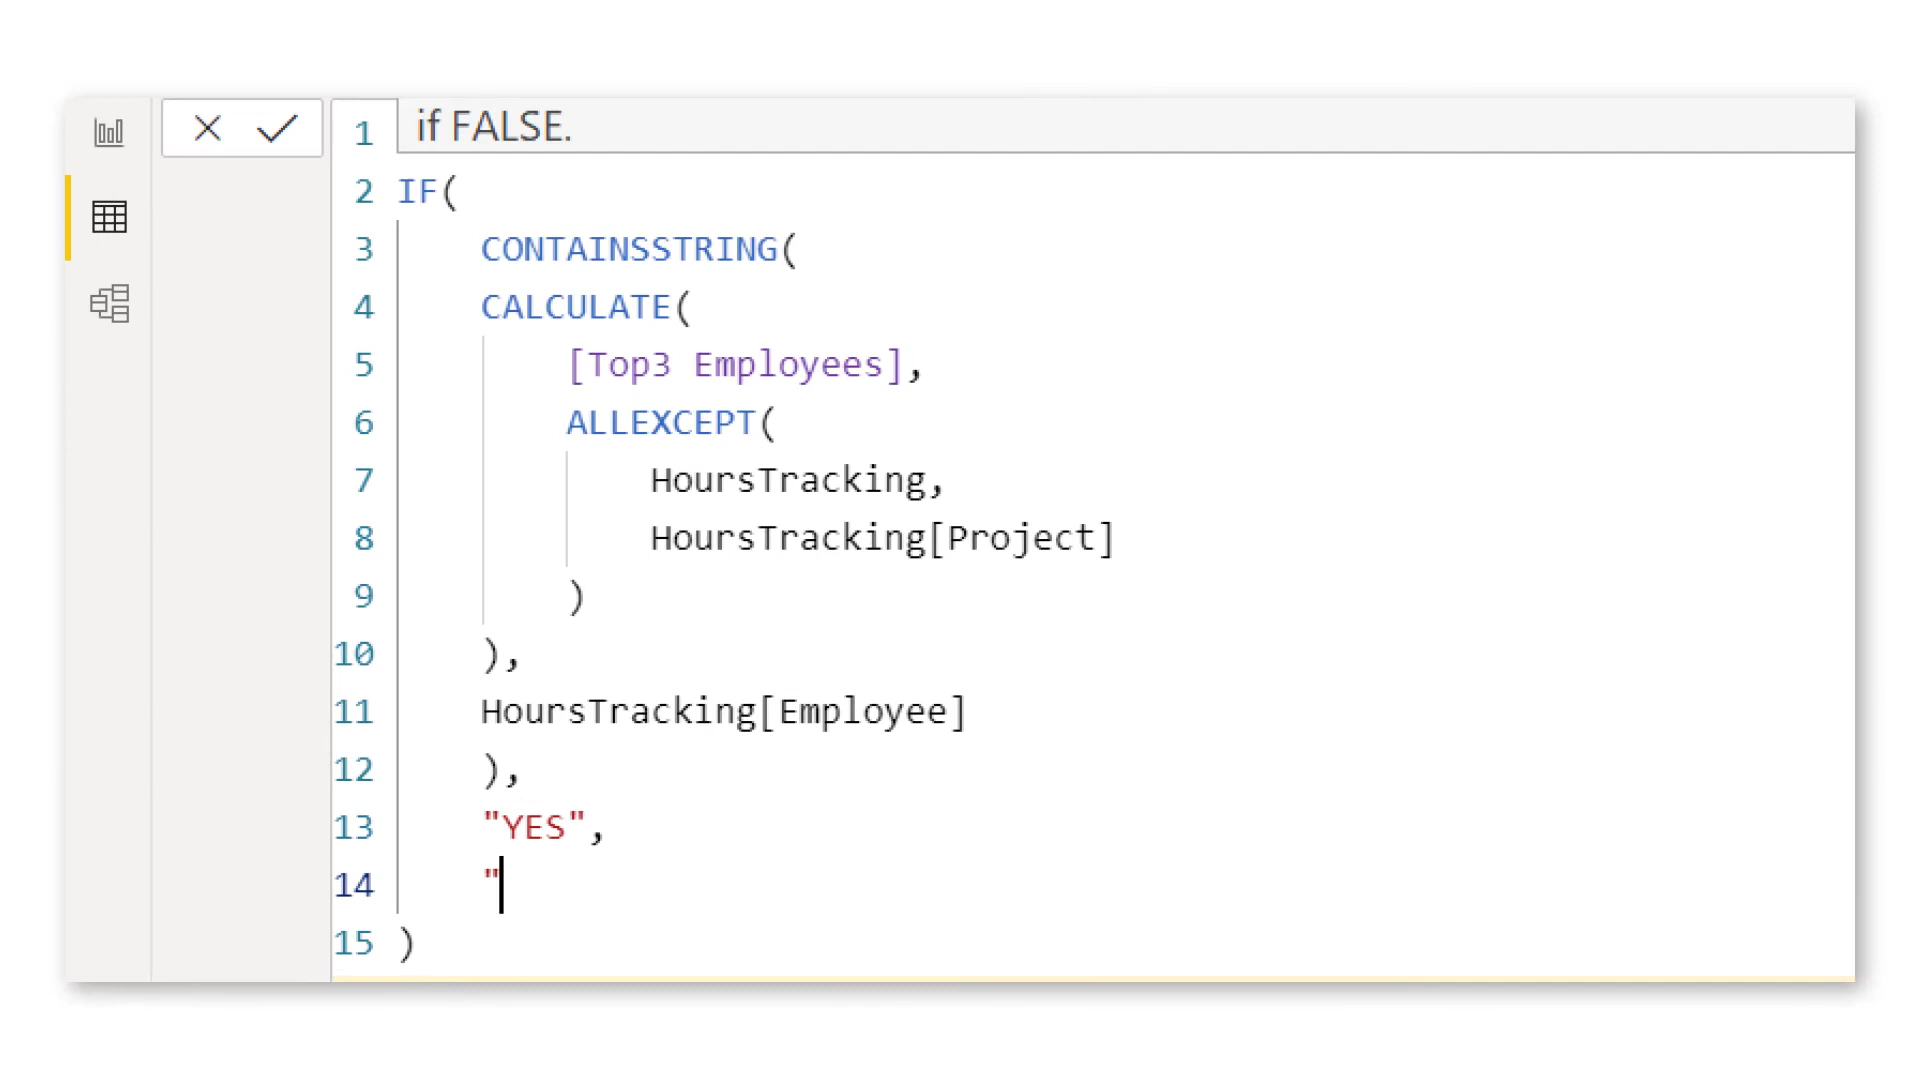 1 if FALSE.
2 IF(
3 CONTAINSSTRING(
4 CALCULATE(
5 [Top3 Employees],
6 ALLEXCEPT(
7 HoursTracking,
8 HoursTracking[Project]
9 )
10 ),
11 HoursTracking[Employee]
12 ),
13 "YES",
14 "
15 )